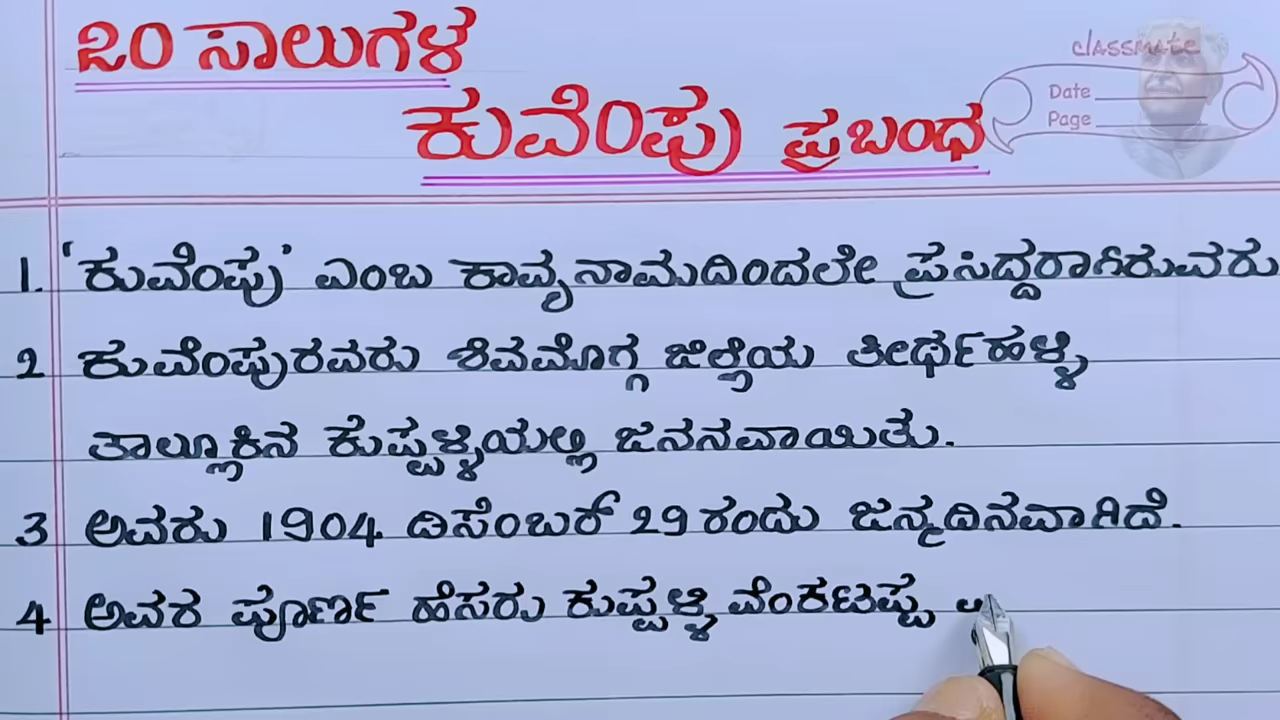 ೩೦ ಸಾಲುಗಳ
classmate
Date
Page
ಕುವೆಂಪು ಪ್ರಬಂಧ
1. 'ಕುವೆಂಪು' ಎಂಬ ಕಾವ್ಯನಾಮದಿಂದಲೇ ಪ್ರಸಿದ್ದರಾಗಿರುವರು
2 ಕುವೆಂಪುರವರು ಶಿವಮೊಗ್ಗ ಜಿಲ್ಲೆಯ ತೀರ್ಥಹಳ್ಳಿ
ತಾಲ್ಲೂಕಿನ ಕುಪ್ಪಳ್ಳಿಯಲ್ಲಿ ಜನನವಾಯಿತು.
3 ಅವರು 1904 ಡಿಸೆಂಬರ್ 29 ರಂದು ಜನ್ಮದಿನವಾಗಿದೆ.
4 ಅವರ ಪೂರ್ಣ ಹೆಸರು ಕುಪ್ಪಳ್ಳಿ ವೆಂಕಟಪ್ಪ